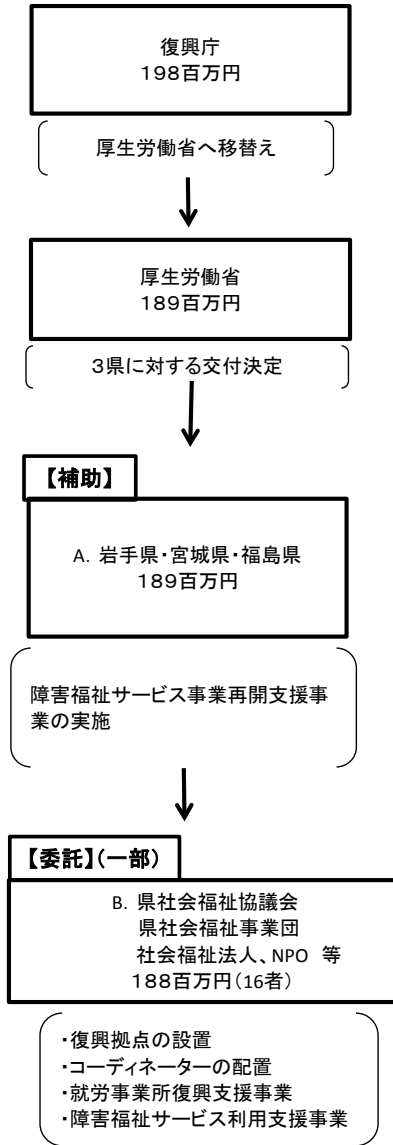 復興庁
198百万円
厚生労働省へ移替え
厚生労働省
189百万円
3県に対する交付決定
【補助】
A. 岩手県・宮城県・福島県
189百万円
障害福祉サービス事業再開支援事
業の実施
【委託】(一部)
B. 県社会福祉協議会
県社会福祉事業団
社会福祉法人、NPO 等
188百万円(16者)
・復興拠点の設置
・コーディネーターの配置
・就労事業所復興支援事業
・障害福祉サービス利用支援事業